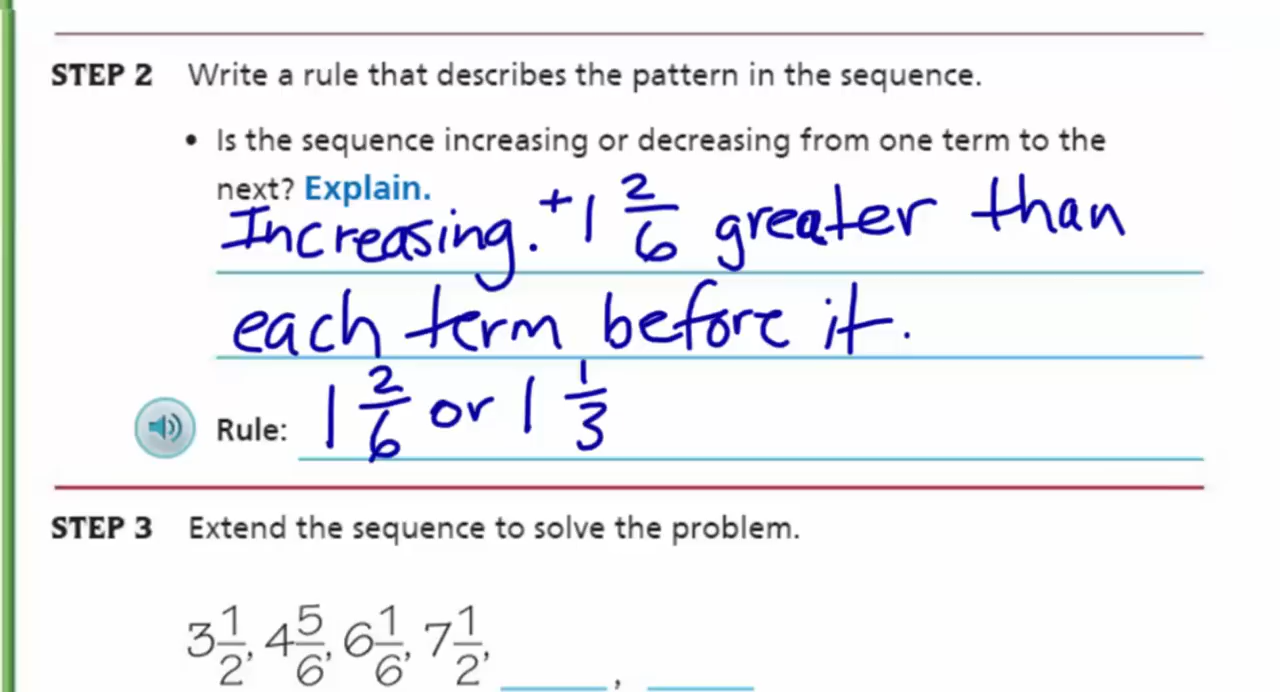 STEP 2 Write a rule that describes the pattern in the sequence.
• Is the sequence increasing or decreasing from one term to the
next? Explain.
Increasing. +1 2/6 greater than
each term before it.
Rule: 1 2/6 or 1 1/3
STEP 3 Extend the sequence to solve the problem.
3 1/2, 4 5/6, 6 1/6, 7 1/2, ____, ____